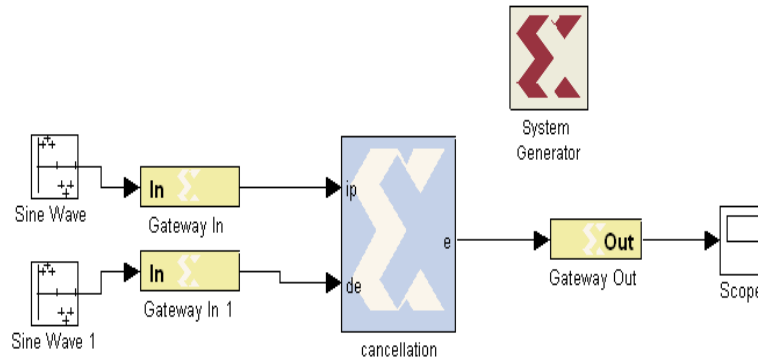 System
Generator
In
ip
Sine Wave
Gateway In
e
Out
In
de
Gateway Out
Scope
Sine Wave 1
Gateway In 1
cancellation